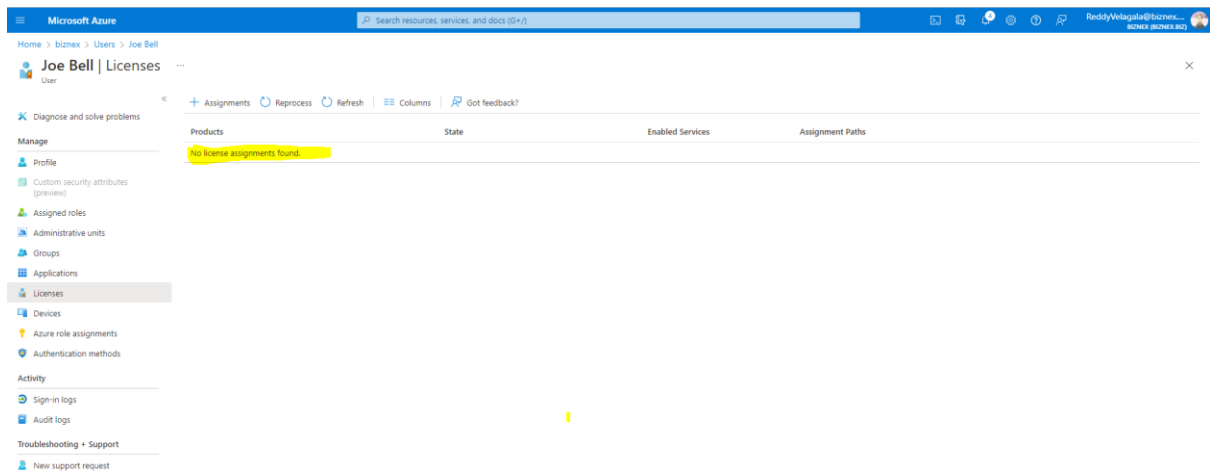 Microsoft Azure
Search resources, services, and docs (G+/)
2
ReddyVelagala@biznex....
BIZNEX (BIZNEX.BIZ)
Home > biznex > Users > Joe Bell
Joe Bell | Licenses ...
User
Assignments Reprocess Refresh Columns Got feedback?
Diagnose and solve problems
Manage
Profile
Custom security attributes
(preview)
Assigned roles
Administrative units
Groups
Applications
Licenses
Devices
Azure role assignments
Authentication methods
Activity
Sign-in logs
Audit logs
Troubleshooting + Support
New support request
Products State Enabled Services Assignment Paths
No license assignments found.